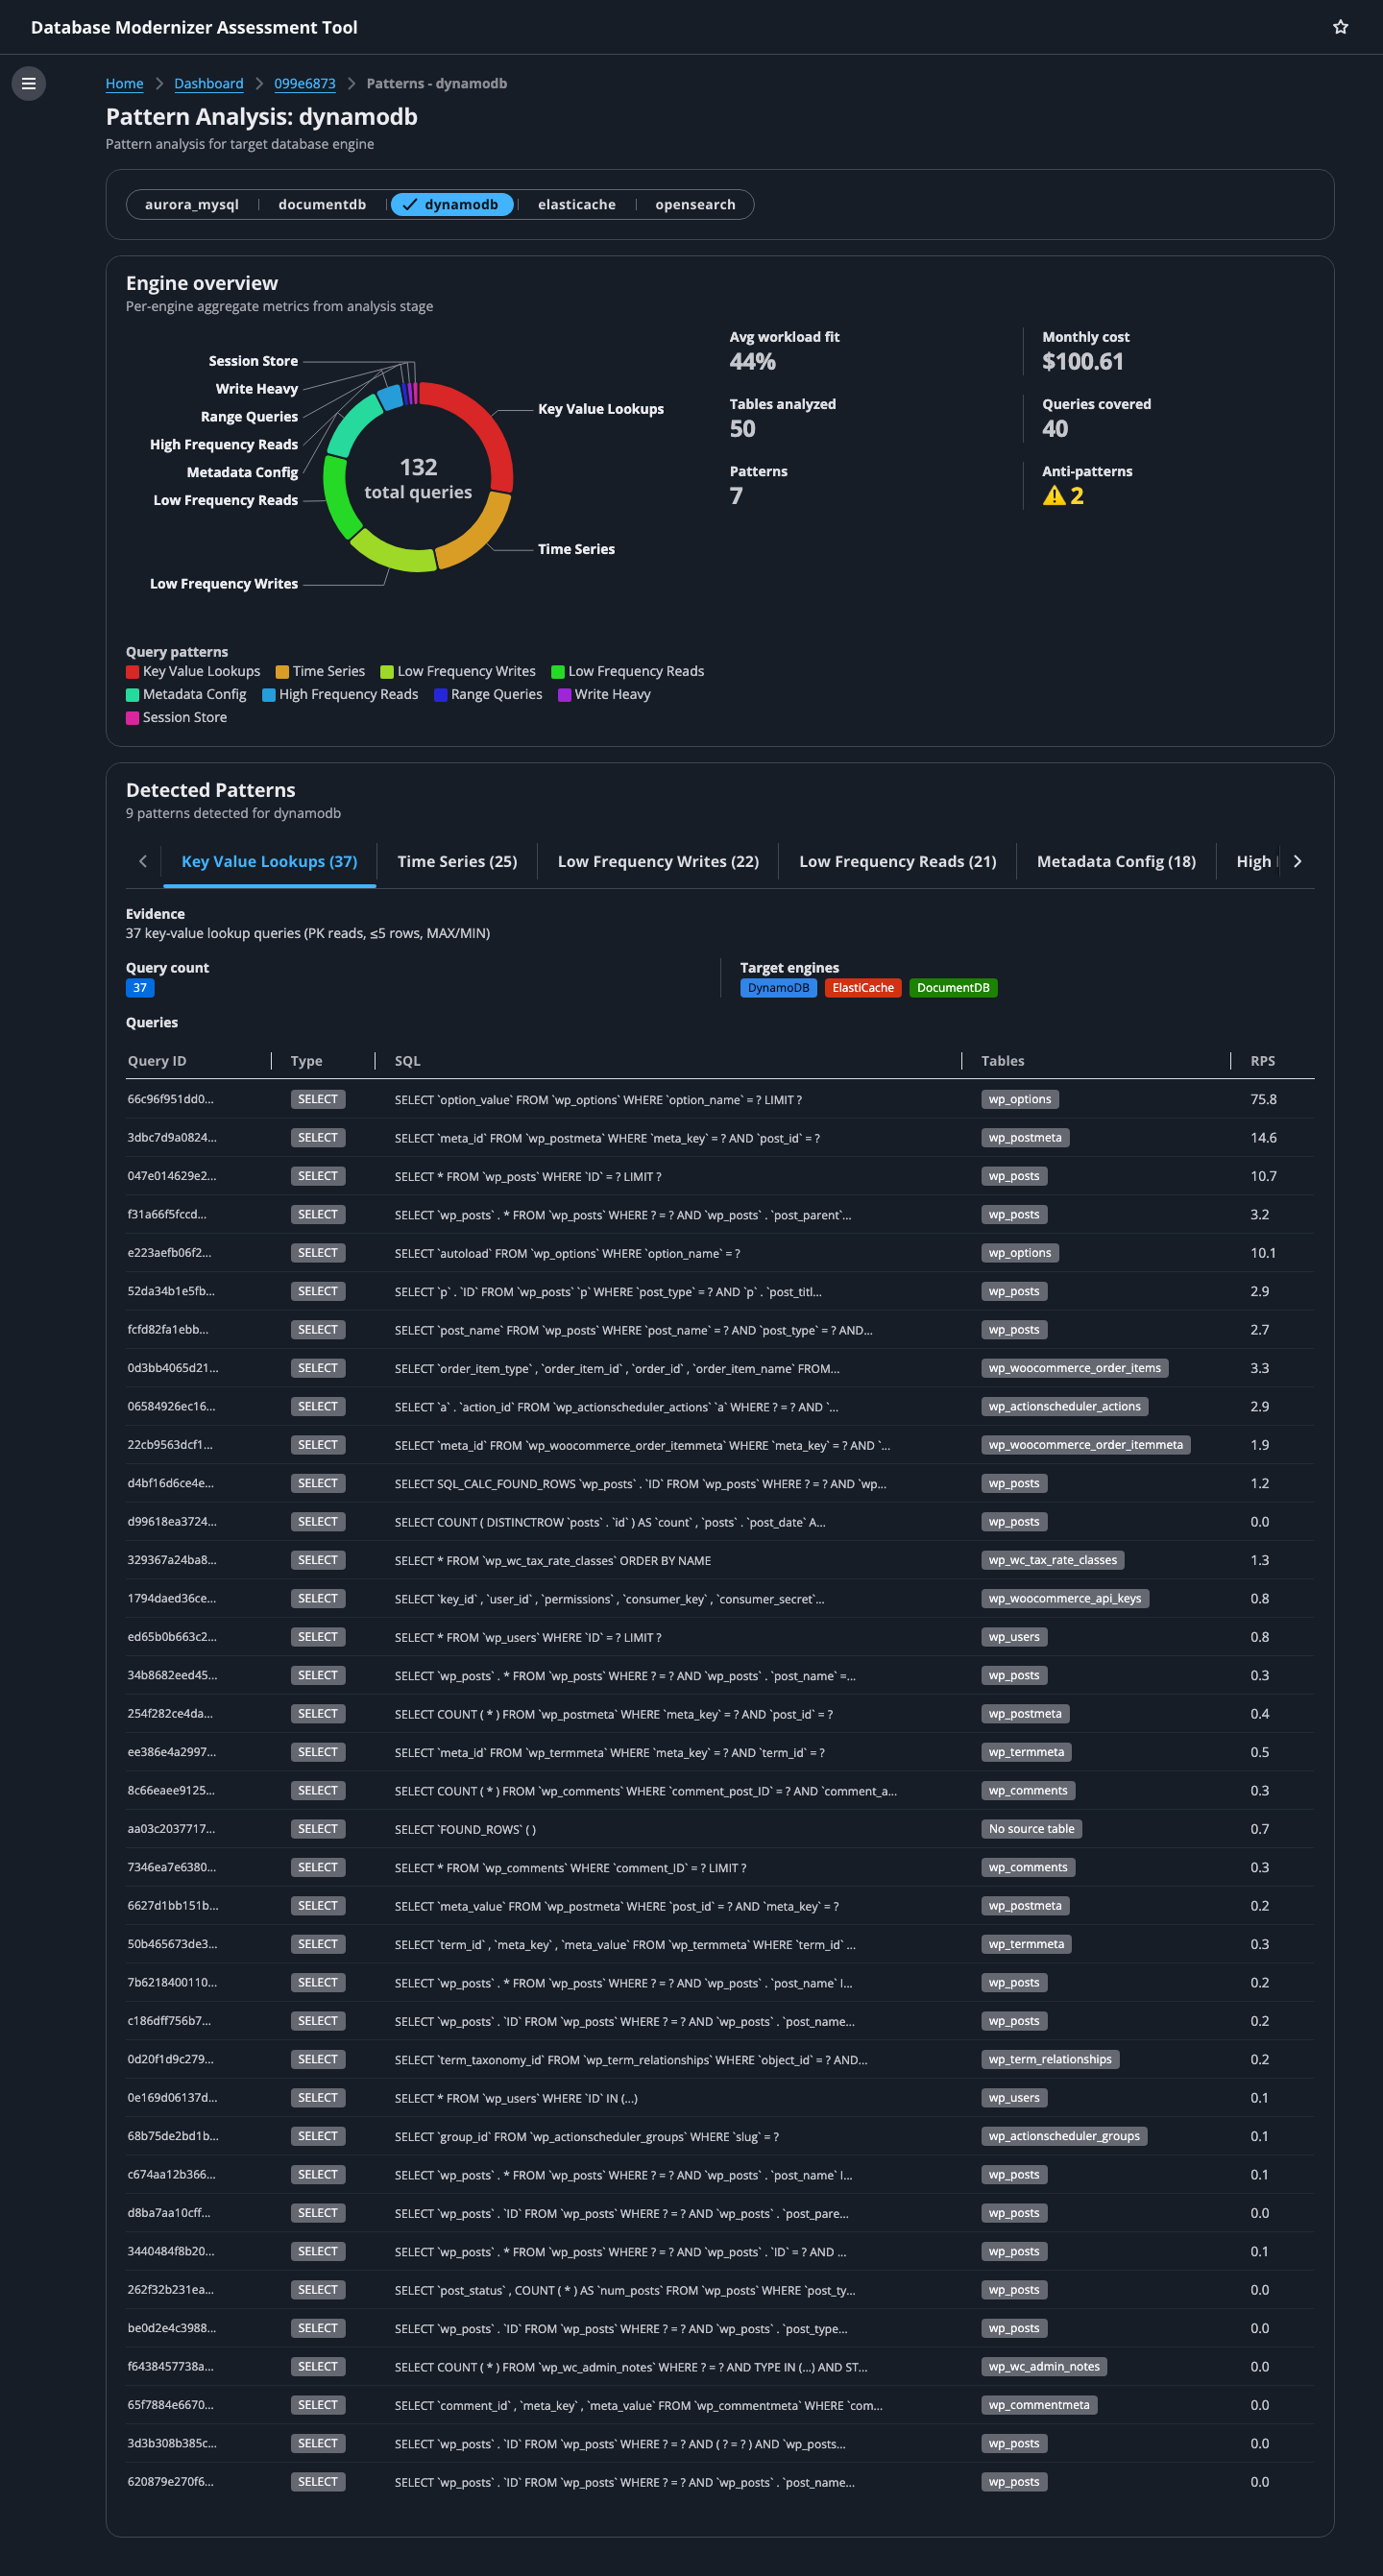 Database Modernizer Assessment Tool
Home > Dashboard > 099e6873 > Patterns - dynamodb
Pattern Analysis: dynamodb
Pattern analysis for target database engine
aurora_mysql | documentdb | dynamodb | elasticache | opensearch
Engine overview
Per-engine aggregate metrics from analysis stage
Session Store
Write Heavy
Range Queries
High Frequency Reads
Metadata Config
Low Frequency Reads
Low Frequency Writes
Key Value Lookups
Time Series
132
total queries
Avg workload fit
44%
Monthly cost
$100.61
Tables analyzed
50
Queries covered
40
Patterns
7
Anti-patterns
2
Query patterns
Key Value Lookups Time Series Low Frequency Writes Low Frequency Reads
Metadata Config High Frequency Reads Range Queries Write Heavy
Session Store
Detected Patterns
9 patterns detected for dynamodb
Key Value Lookups (37) Time Series (25) Low Frequency Writes (22) Low Frequency Reads (21) Metadata Config (18) High
Evidence
37 key-value lookup queries (PK reads, ≤5 rows, MAX/MIN)
Query count
37
Target engines
DynamoDB ElastiCache DocumentDB
Queries
Query ID Type SQL Tables RPS
66c96f951dd0... SELECT SELECT `option_value` FROM `wp_options` WHERE `option_name` = ? LIMIT ? wp_options 75.8
3dbc7d9a0824... SELECT SELECT `meta_id` FROM `wp_postmeta` WHERE `meta_key` = ? AND `post_id` = ? wp_postmeta 14.6
047e014629e2... SELECT SELECT * FROM `wp_posts` WHERE `ID` = ? LIMIT ? wp_posts 10.7
f31a66f5fccd... SELECT SELECT `wp_posts` . * FROM `wp_posts` WHERE ? = ? AND `wp_posts` . `post_parent`... wp_posts 3.2
e223aefb06f2... SELECT SELECT `autoload` FROM `wp_options` WHERE `option_name` = ? wp_options 10.1
52da34b1e5fb... SELECT SELECT `p` . `ID` FROM `wp_posts` `p` WHERE `post_type` = ? AND `p` . `post_titl... wp_posts 2.9
fcfd82fa1ebb... SELECT SELECT `post_name` FROM `wp_posts` WHERE `post_name` = ? AND `post_type` = ? AND... wp_posts 2.7
0d3bb4065d21... SELECT SELECT `order_item_type` , `order_item_id` , `order_id` , `order_item_name` FROM... wp_woocommerce_order_items 3.3
06584926ec16... SELECT SELECT `a` . `action_id` FROM `wp_actionscheduler_actions` `a` WHERE ? = ? AND `... wp_actionscheduler_actions 2.9
22cb9563dcf1... SELECT SELECT `meta_id` FROM `wp_woocommerce_order_itemmeta` WHERE `meta_key` = ? AND `... wp_woocommerce_order_itemmeta 1.9
d4bf16d6ce4e... SELECT SELECT SQL_CALC_FOUND_ROWS `wp_posts` . `ID` FROM `wp_posts` WHERE ? = ? AND `wp... wp_posts 1.2
d99618ea3724... SELECT SELECT COUNT ( DISTINCTROW `posts` . `id` ) AS `count` , `posts` . `post_date` A... wp_posts 0.0
329367a24ba8... SELECT SELECT * FROM `wp_wc_tax_rate_classes` ORDER BY NAME wp_wc_tax_rate_classes 1.3
1794daed36ce... SELECT SELECT `key_id` , `user_id` , `permissions` , `consumer_key` , `consumer_secret`... wp_woocommerce_api_keys 0.8
ed65b0b663c2... SELECT SELECT * FROM `wp_users` WHERE `ID` = ? LIMIT ? wp_users 0.8
34b8682eed45... SELECT SELECT `wp_posts` . * FROM `wp_posts` WHERE ? = ? AND `wp_posts` . `post_name` =... wp_posts 0.3
254f282ce4da... SELECT SELECT COUNT ( * ) FROM `wp_postmeta` WHERE `meta_key` = ? AND `post_id` = ? wp_postmeta 0.4
ee386e4a2997... SELECT SELECT `meta_id` FROM `wp_termmeta` WHERE `meta_key` = ? AND `term_id` = ? wp_termmeta 0.5
8c66eaee9125... SELECT SELECT COUNT ( * ) FROM `wp_comments` WHERE `comment_post_ID` = ? AND `comment_a... wp_comments 0.3
aa03c2037717... SELECT SELECT `FOUND_ROWS` ( ) No source table 0.7
7346ea7e6380... SELECT SELECT * FROM `wp_comments` WHERE `comment_ID` = ? LIMIT ? wp_comments 0.3
6627d1bb151b... SELECT SELECT `meta_value` FROM `wp_postmeta` WHERE `post_id` = ? AND `meta_key` = ? wp_postmeta 0.2
50b465673de3... SELECT SELECT `term_id` , `meta_key` , `meta_value` FROM `wp_termmeta` WHERE `term_id` ... wp_termmeta 0.3
7b6218400110... SELECT SELECT `wp_posts` . * FROM `wp_posts` WHERE ? = ? AND `wp_posts` . `post_name` I... wp_posts 0.2
c186dff756b7... SELECT SELECT `wp_posts` . `ID` FROM `wp_posts` WHERE ? = ? AND `wp_posts` . `post_name... wp_posts 0.2
0d20f1d9c279... SELECT SELECT `term_taxonomy_id` FROM `wp_term_relationships` WHERE `object_id` = ? AND... wp_term_relationships 0.2
0e169d06137d... SELECT SELECT * FROM `wp_users` WHERE `ID` IN (...) wp_users 0.1
68b75de2bd1b... SELECT SELECT `group_id` FROM `wp_actionscheduler_groups` WHERE `slug` = ? wp_actionscheduler_groups 0.1
c674aa12b366... SELECT SELECT `wp_posts` . * FROM `wp_posts` WHERE ? = ? AND `wp_posts` . `post_name` I... wp_posts 0.1
d8ba7aa10cff... SELECT SELECT `wp_posts` . `ID` FROM `wp_posts` WHERE ? = ? AND `wp_posts` . `post_pare... wp_posts 0.0
3440484f8b20... SELECT SELECT `wp_posts` . * FROM `wp_posts` WHERE ? = ? AND `wp_posts` . `ID` = ? AND ... wp_posts 0.1
262f32b231ea... SELECT SELECT `post_status` , COUNT ( * ) AS `num_posts` FROM `wp_posts` WHERE `post_ty... wp_posts 0.0
be0d2e4c3988... SELECT SELECT `wp_posts` . `ID` FROM `wp_posts` WHERE ? = ? AND `wp_posts` . `post_type... wp_posts 0.0
f6438457738a... SELECT SELECT COUNT ( * ) FROM `wp_wc_admin_notes` WHERE ? = ? AND TYPE IN (...) AND ST... wp_wc_admin_notes 0.0
65f7884e6670... SELECT SELECT `comment_id` , `meta_key` , `meta_value` FROM `wp_commentmeta` WHERE `com... wp_commentmeta 0.0
3d3b308b385c... SELECT SELECT `wp_posts` . `ID` FROM `wp_posts` WHERE ? = ? AND ( ? = ? ) AND `wp_posts... wp_posts 0.0
620879e270f6... SELECT SELECT `wp_posts` . `ID` FROM `wp_posts` WHERE ? = ? AND `wp_posts` . `post_name... wp_posts 0.0